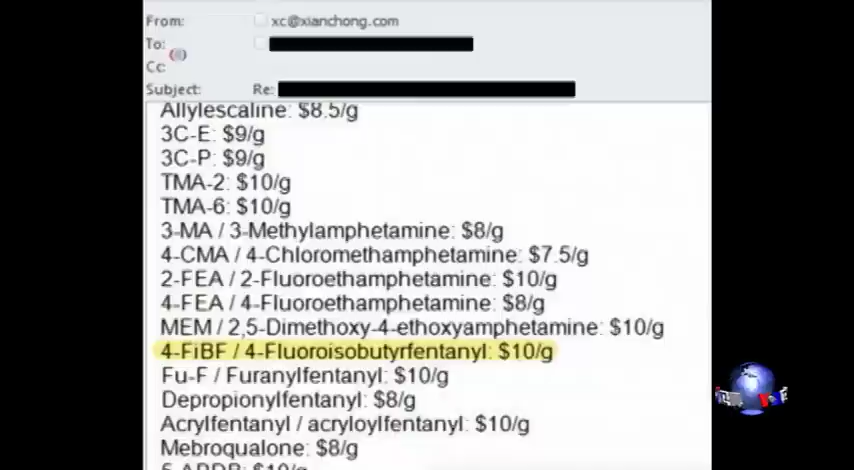 From: xc@xianchong.com
To:
Cc:
Subject: Re:
Allylescaline: $8.5/g
3C-E: $9/g
3C-P: $9/g
TMA-2: $10/g
TMA-6: $10/g
3-MA / 3-Methylamphetamine: $8/g
4-CMA / 4-Chloromethamphetamine: $7.5/g
2-FEA / 2-Fluoroethamphetamine: $10/g
4-FEA / 4-Fluoroethamphetamine: $8/g
MEM / 2,5-Dimethoxy-4-ethoxyamphetamine: $10/g
4-FiBF / 4-Fluoroisobutyrfentanyl: $10/g
Fu-F / Furanylfentanyl: $10/g
Depropionylfentanyl: $8/g
Acrylfentanyl / acryloylfentanyl: $10/g
Mebroqualone: $8/g